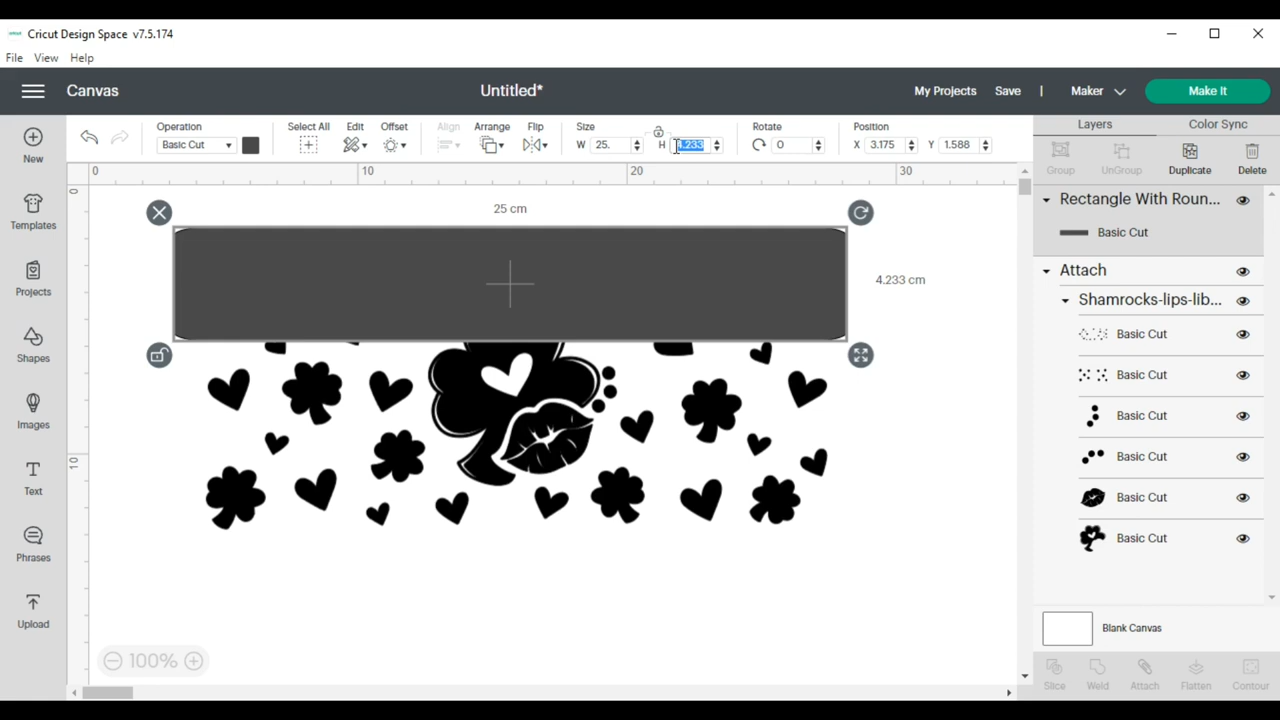 Cricut Design Space v7.5.174
File View Help
Canvas
Untitled*
My Projects Save | Maker Make It
Operation Select All Edit Offset Align Arrange Flip Size Rotate Position
Basic Cut W 25. H 4.233 0 X 3.175 Y 1.588
Layers Color Sync
Group UnGroup Duplicate Delete
New
Templates
Projects
Shapes
Images
Text
Phrases
Upload
0 10 20 30
0
10
25 cm
4.233 cm
100%
Rectangle With Roun...
Basic Cut
Attach
Shamrocks-lips-lib...
Basic Cut
Basic Cut
Basic Cut
Basic Cut
Basic Cut
Basic Cut
Blank Canvas
Slice Weld Attach Flatten Contour